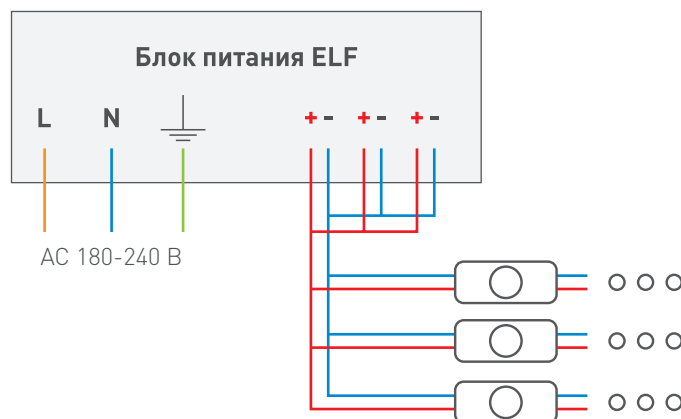 Блок питания ELF
L N + - + - + -
AC 180-240 В